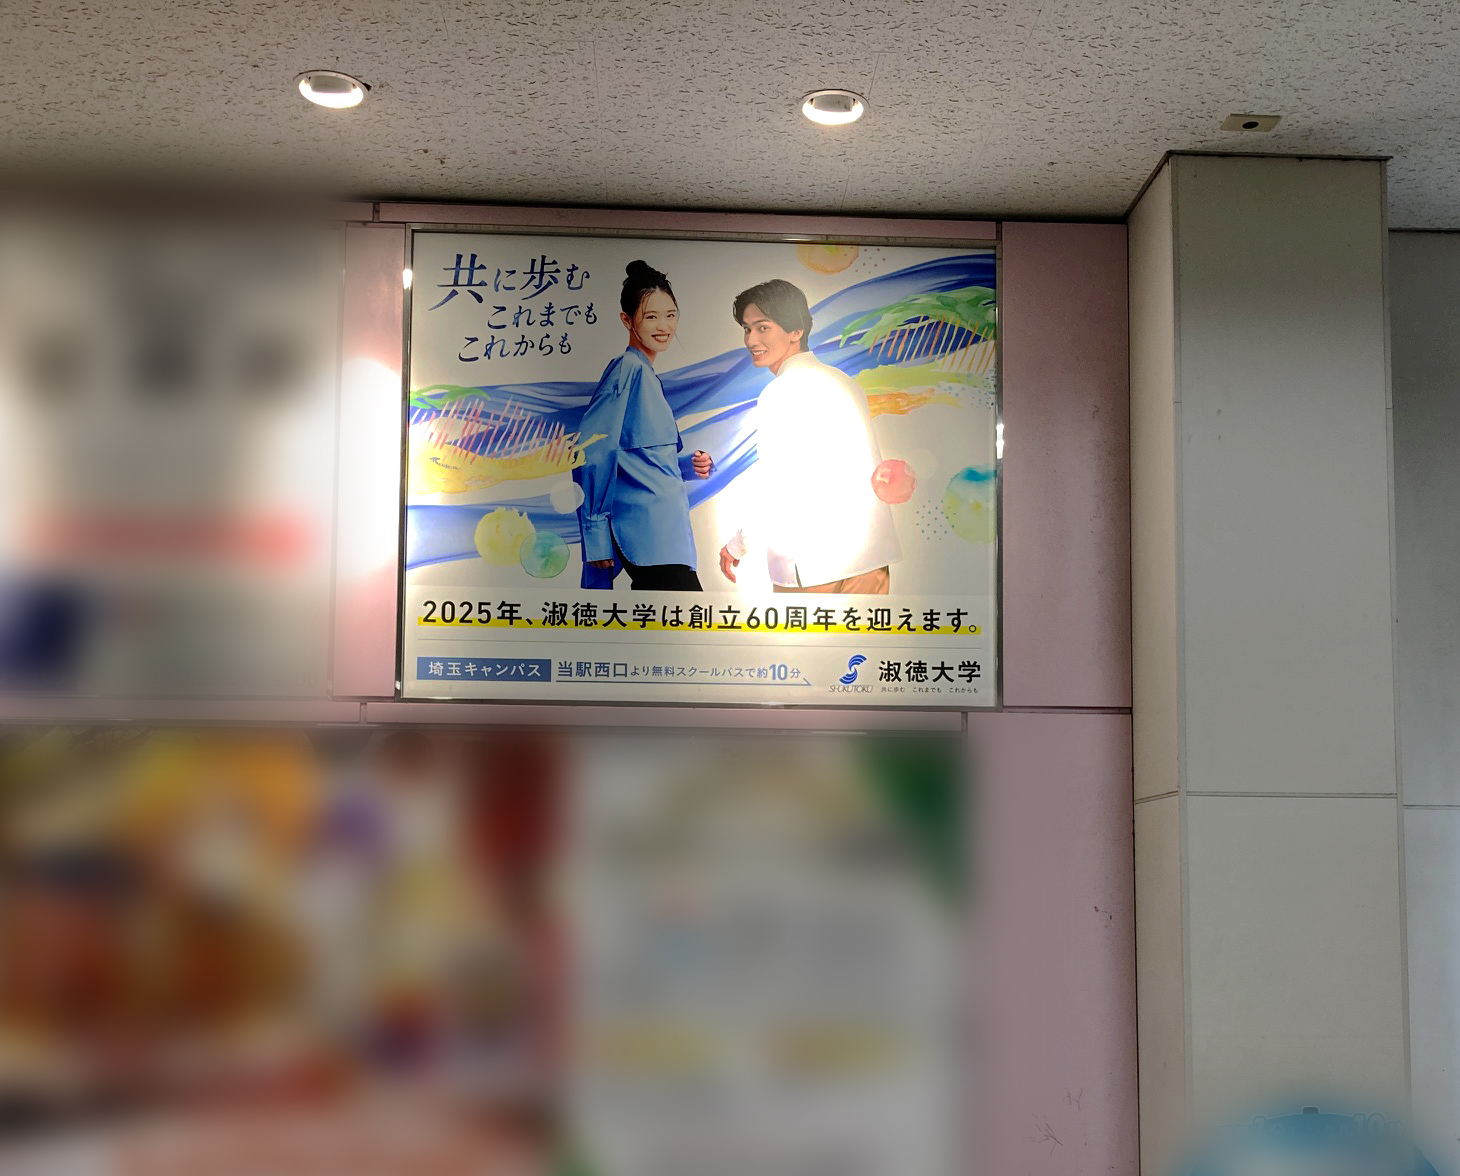 共に歩む
これまでも
これからも
2025年、淑徳大学は創立60周年を迎えます。
埼玉キャンパス 当駅西口より無料スクールバスで約10分
SHUKUTOKU 淑徳大学
共に歩む これまでも これからも